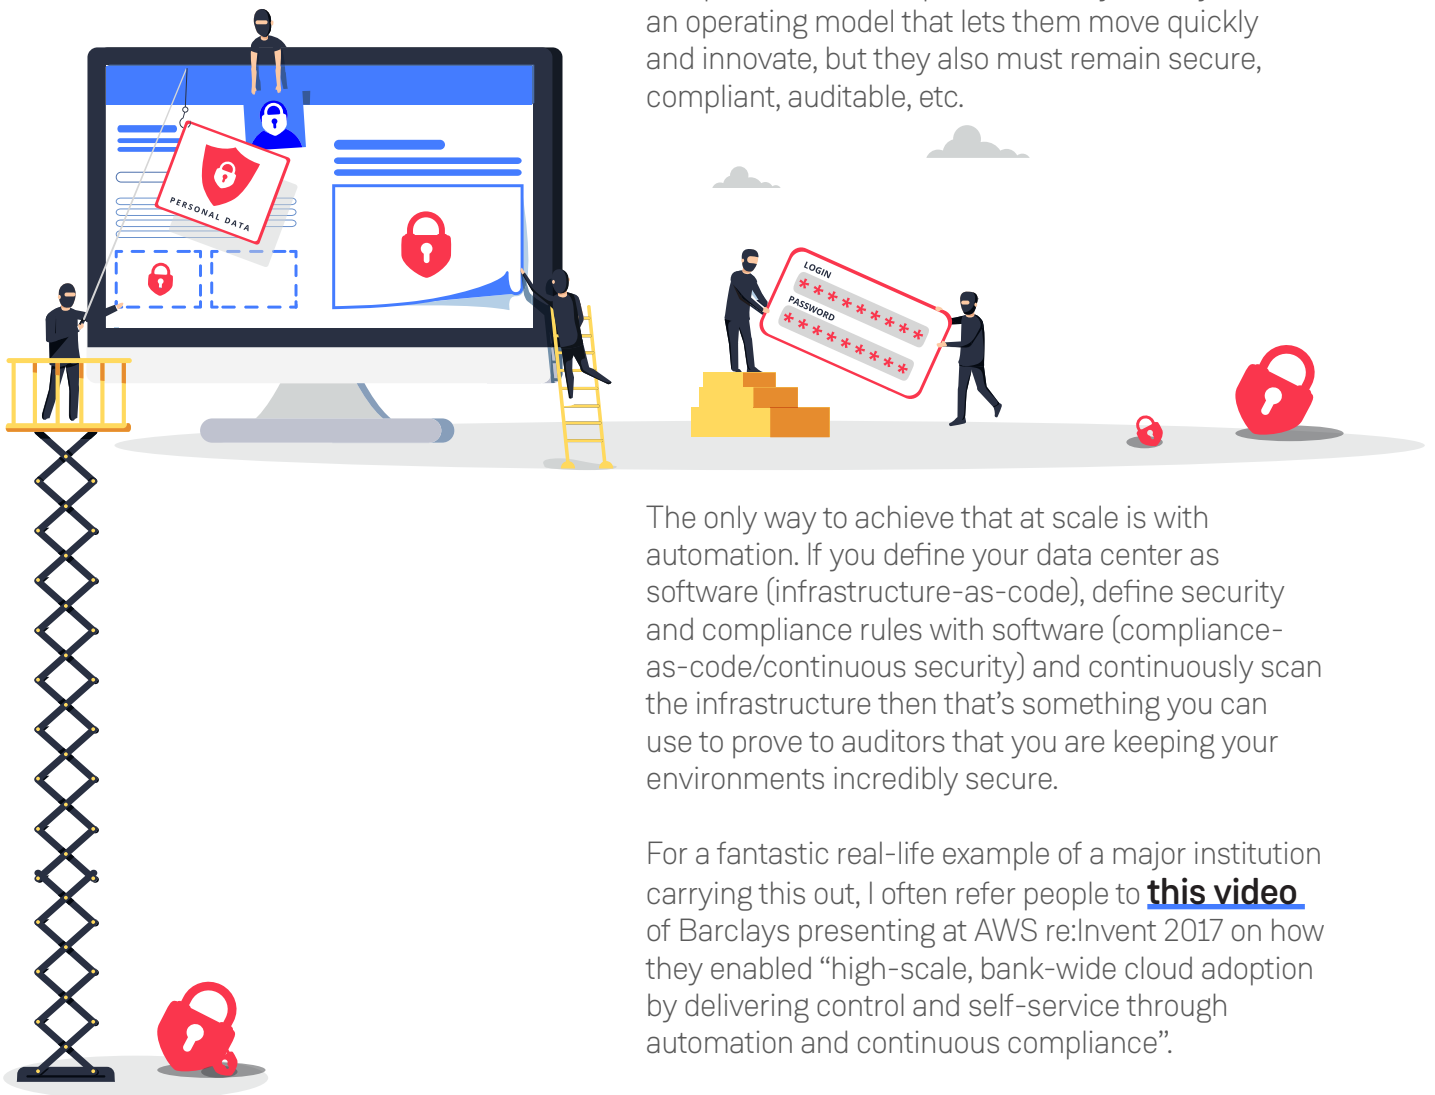 an operating model that lets them move quickly
and innovate, but they also must remain secure,
compliant, auditable, etc.
PERSONAL DATA
LOGIN
*********
PASSWORD
*********
The only way to achieve that at scale is with
automation. If you define your data center as
software (infrastructure-as-code), define security
and compliance rules with software (compliance-
as-code/continuous security) and continuously scan
the infrastructure then that’s something you can
use to prove to auditors that you are keeping your
environments incredibly secure.
For a fantastic real-life example of a major institution
carrying this out, I often refer people to this video
of Barclays presenting at AWS re:Invent 2017 on how
they enabled “high-scale, bank-wide cloud adoption
by delivering control and self-service through
automation and continuous compliance”.